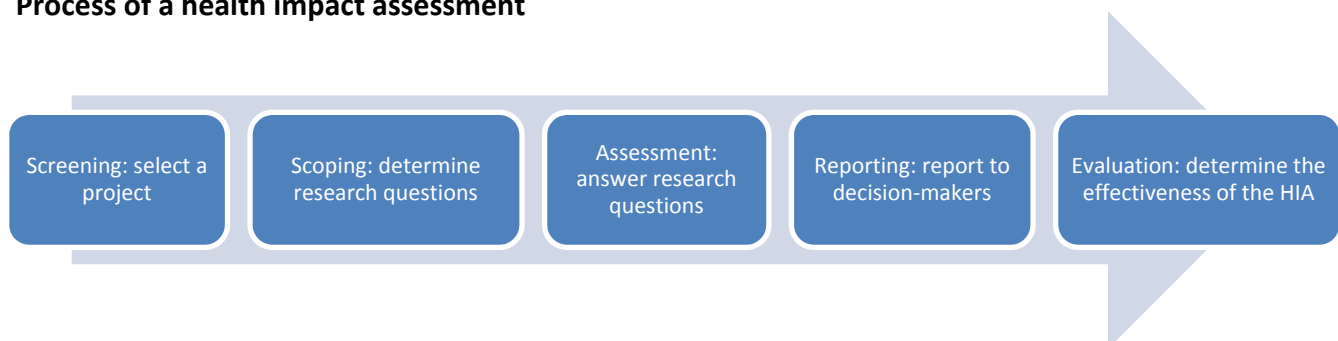 Process of a health impact assessment
Screening: select a
project
Scoping: determine
research questions
Assessment:
answer research
questions
Reporting: report to
decision-makers
Evaluation: determine the
effectiveness of the HIA